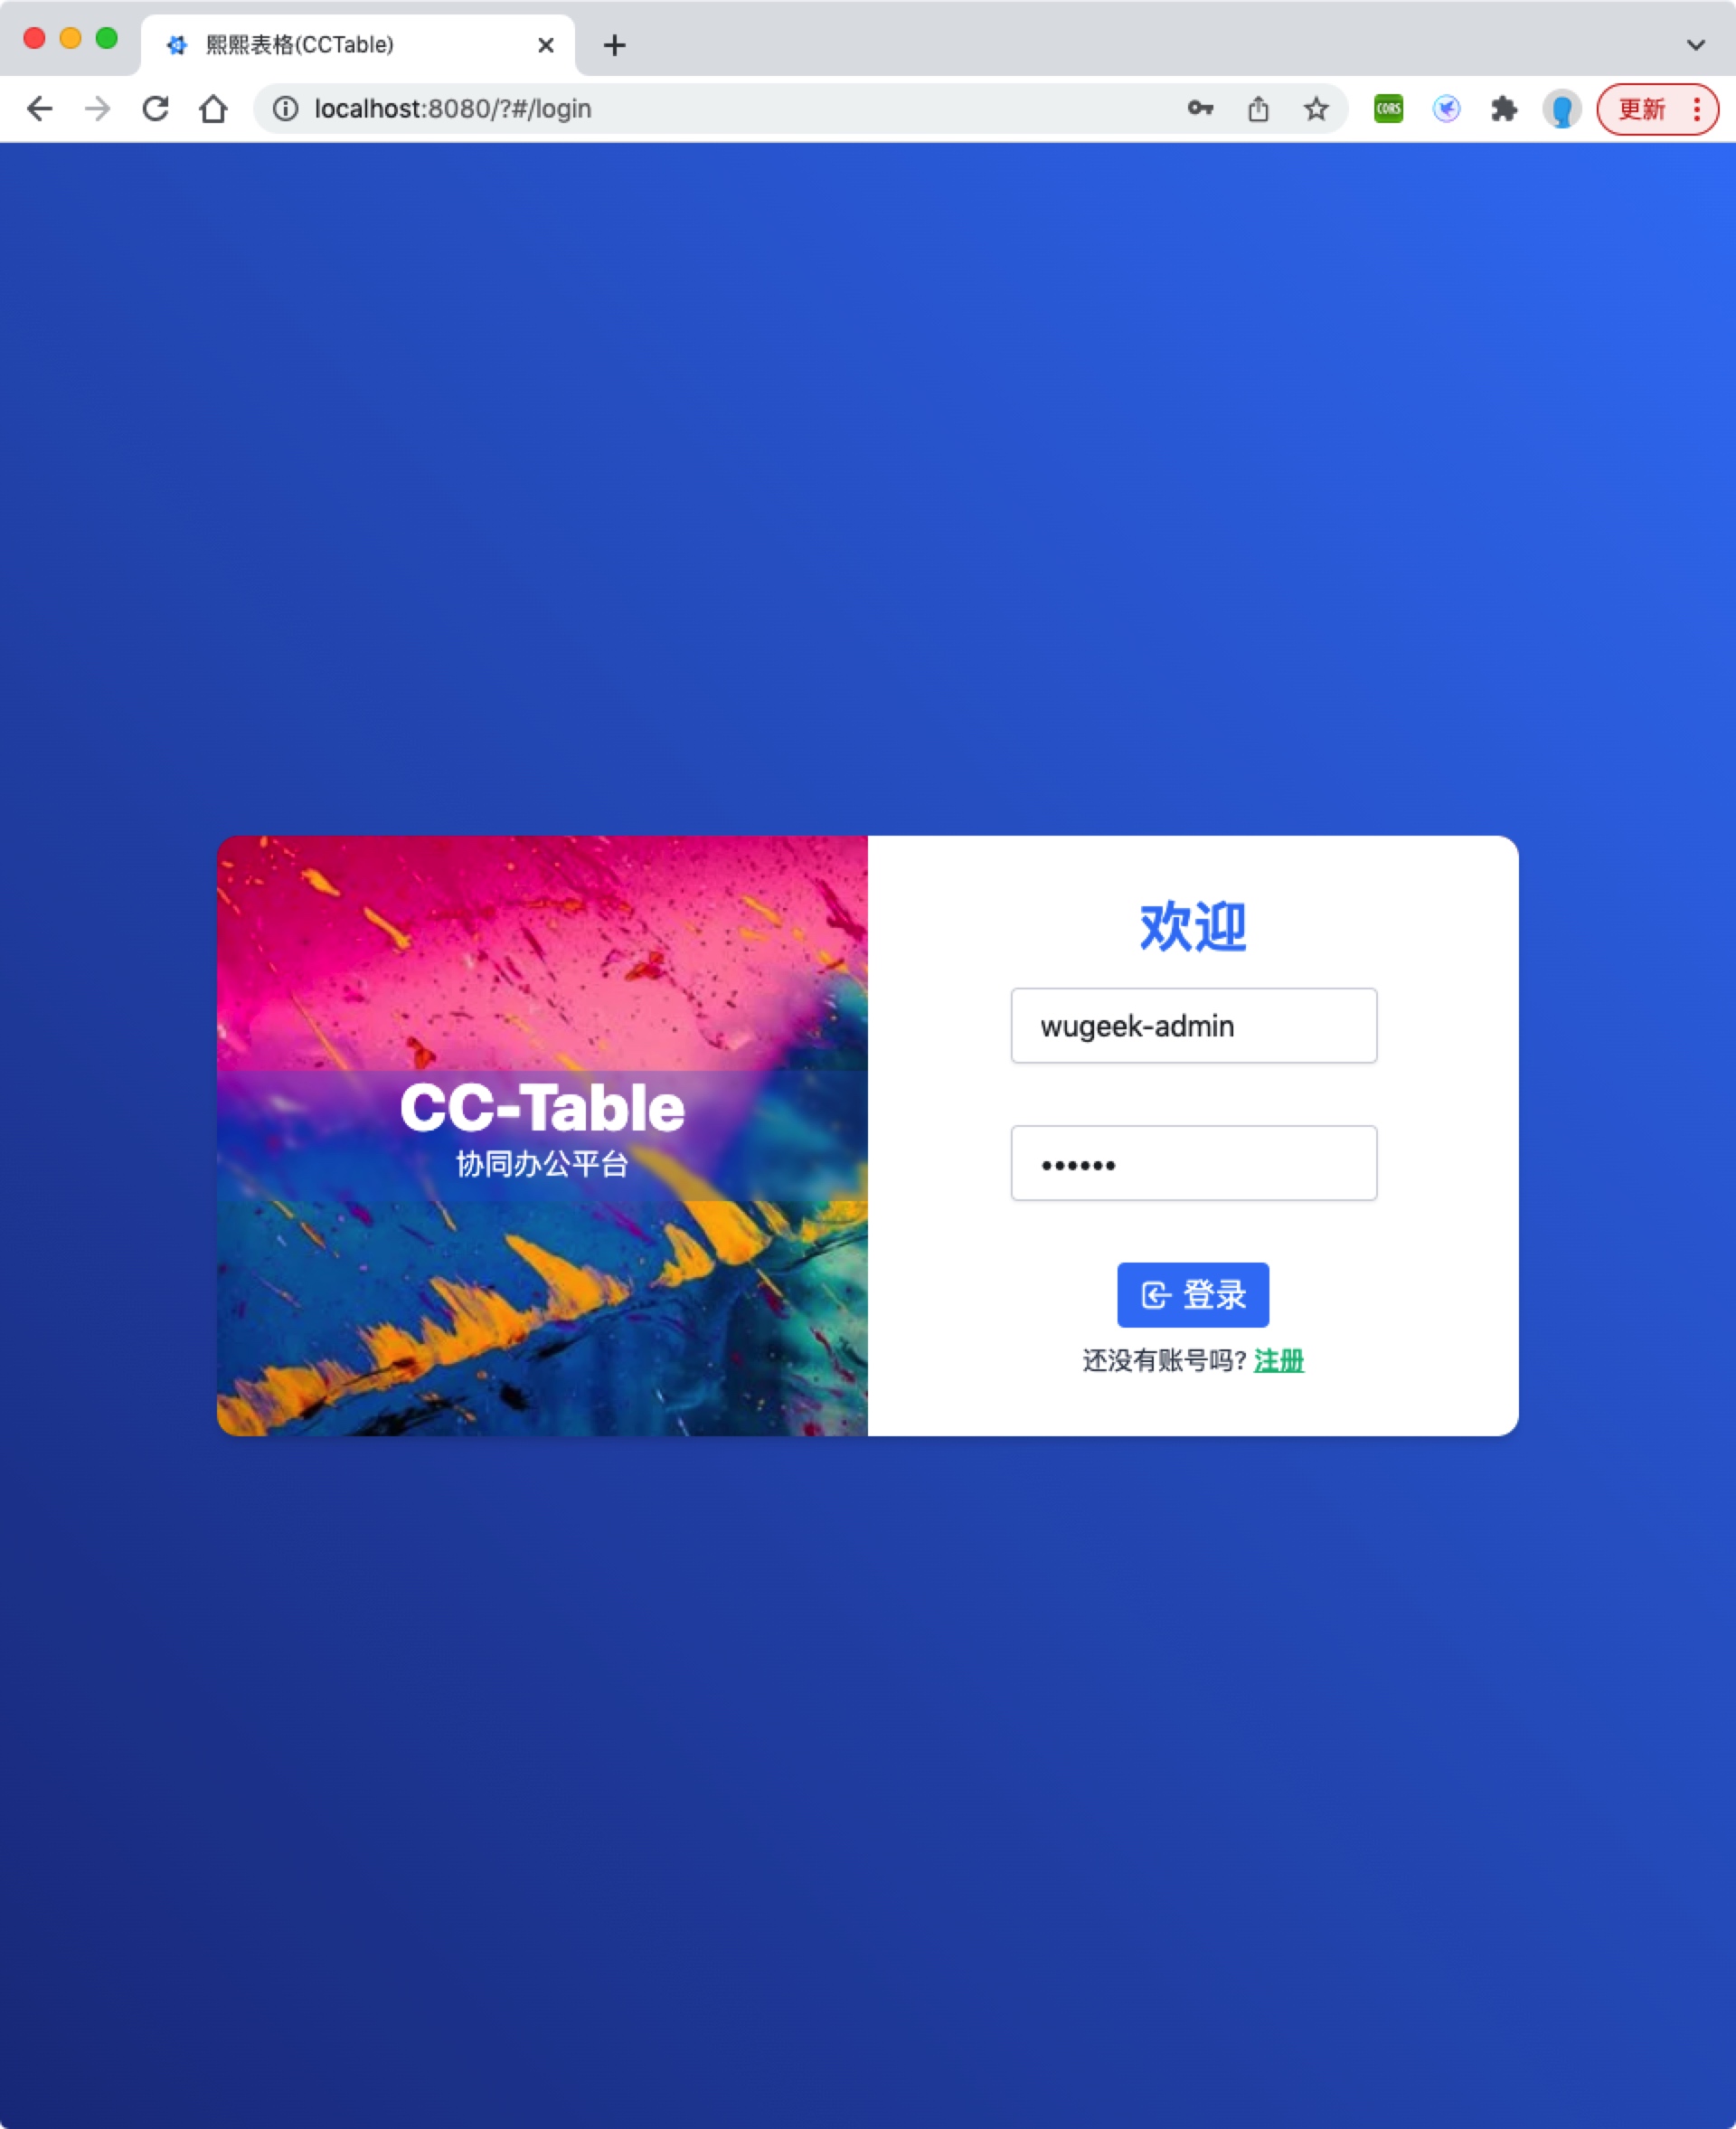 熙熙表格(CCTable)
localhost:8080/?#/login
CORS
更新
CC-Table
协同办公平台
欢迎
wugeek-admin
••••••
登录
还没有账号吗? 注册